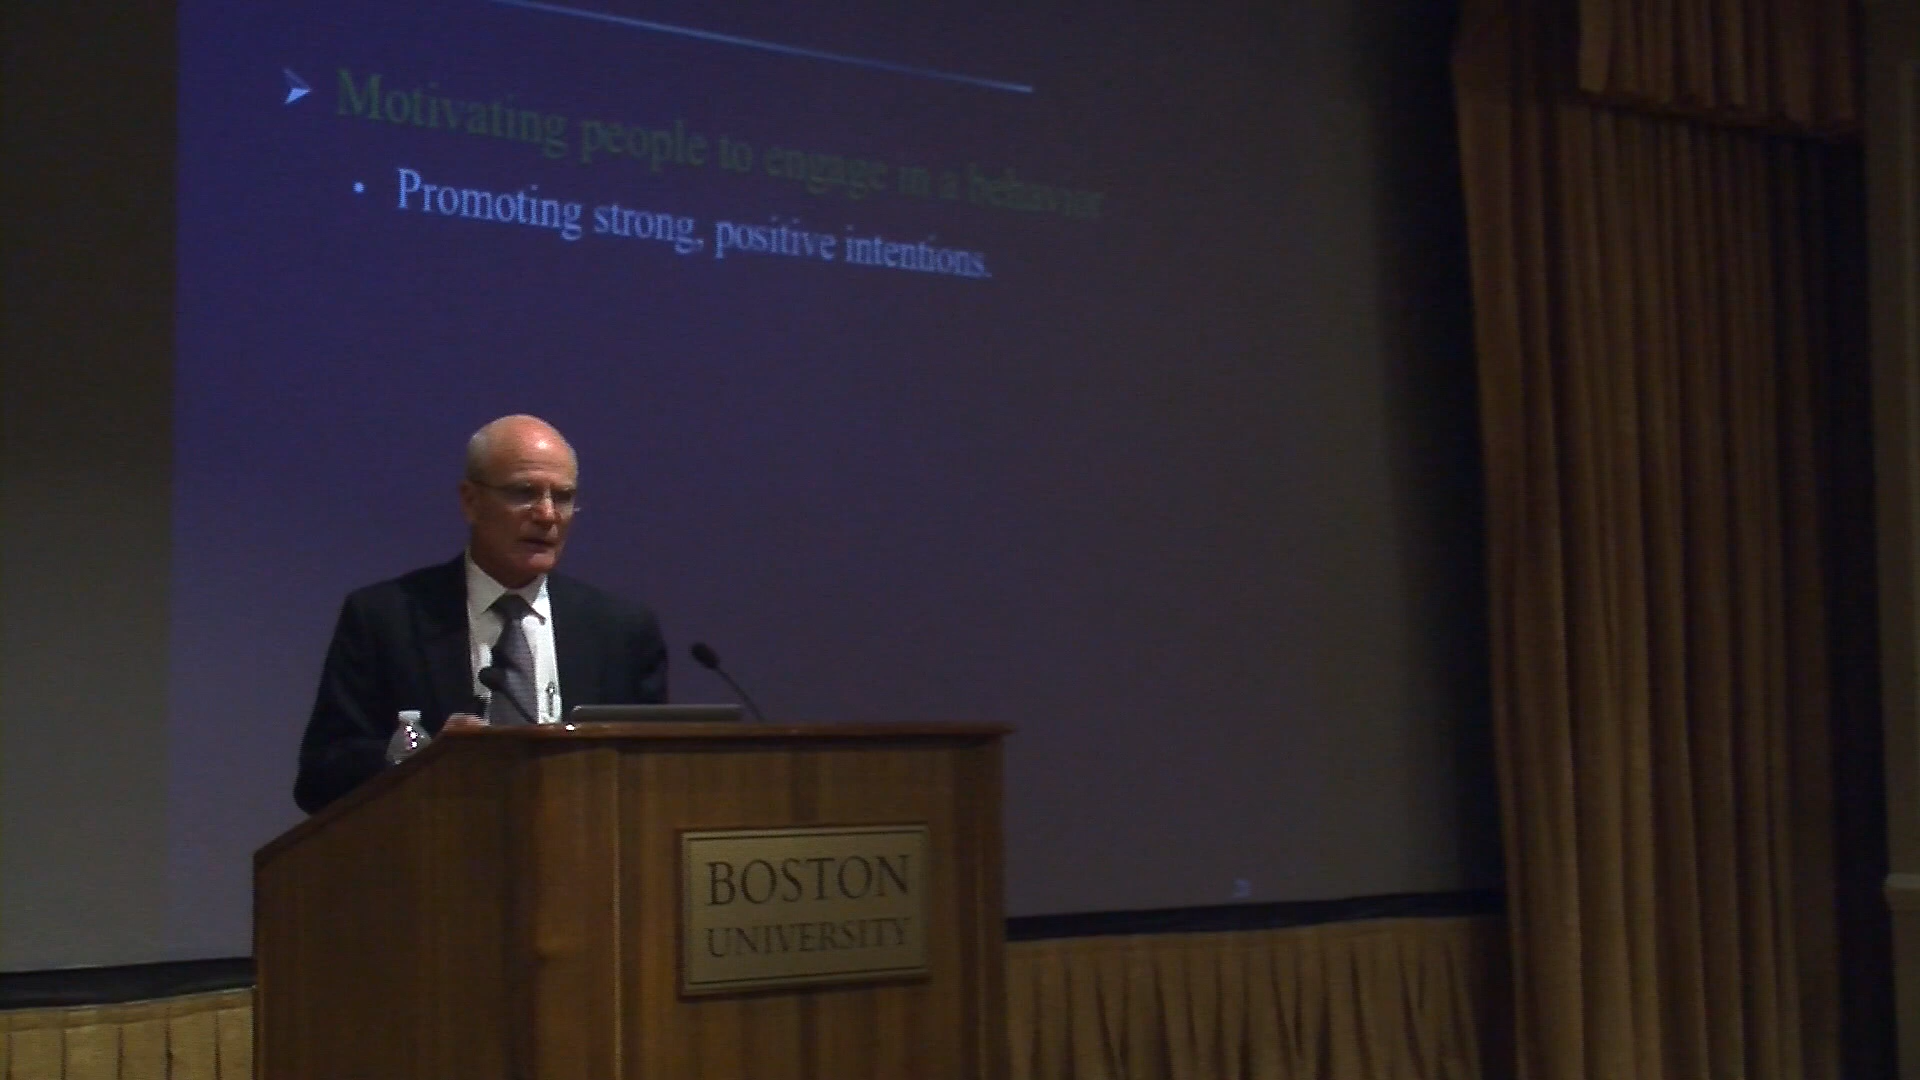 Motivating people to engage in a behavior
Promoting strong, positive intentions.
BOSTON
UNIVERSITY